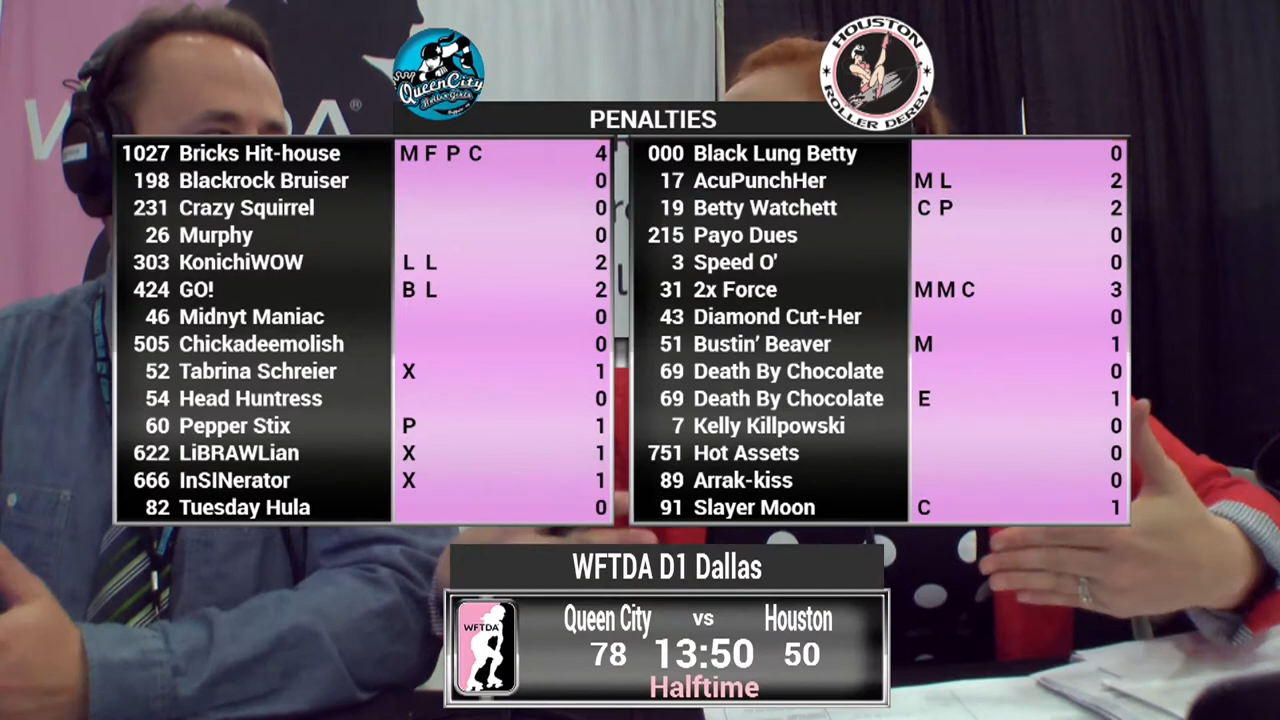 QueenCity
Roller Girls
HOUSTON
ROLLER DERBY
PENALTIES
1027 Bricks Hit-house M F P C 4
198 Blackrock Bruiser 0
231 Crazy Squirrel 0
26 Murphy 0
303 KonichiWOW L L 2
424 GO! B L 2
46 Midnyt Maniac 0
505 Chickadeemolish 0
52 Tabrina Schreier X 1
54 Head Huntress 0
60 Pepper Stix P 1
622 LiBRAWLian X 1
666 InSINerator X 1
82 Tuesday Hula 0
000 Black Lung Betty 0
17 AcuPunchHer M L 2
19 Betty Watchett C P 2
215 Payo Dues 0
3 Speed O' 0
31 2x Force M M C 3
43 Diamond Cut-Her 0
51 Bustin' Beaver M 1
69 Death By Chocolate 0
69 Death By Chocolate E 1
7 Kelly Killpowski 0
751 Hot Assets 0
89 Arrak-kiss 0
91 Slayer Moon C 1
WFTDA D1 Dallas
WFTDA
Queen City vs Houston
78 13:50 50
Halftime